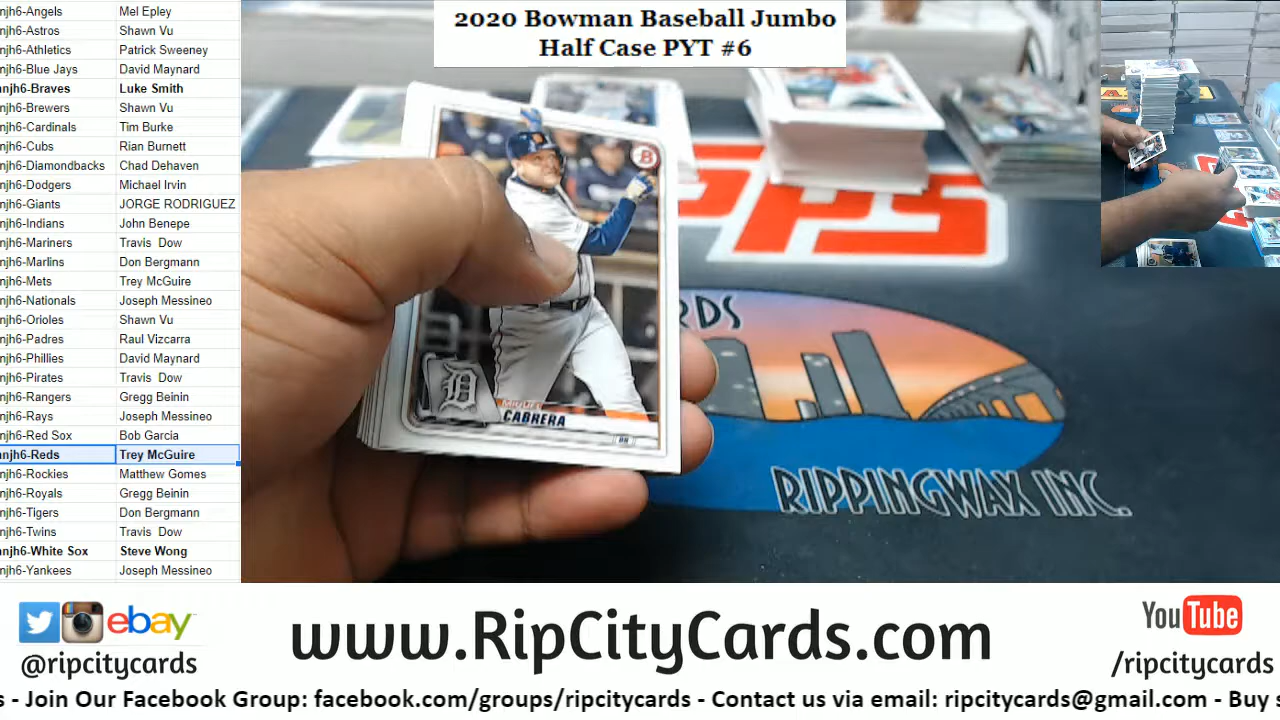 2020 Bowman Baseball Jumbo
Half Case PYT #6
njh6-Angels Mel Epley
njh6-Astros Shawn Vu
njh6-Athletics Patrick Sweeney
njh6-Blue Jays David Maynard
njh6-Braves Luke Smith
njh6-Brewers Shawn Vu
njh6-Cardinals Tim Burke
njh6-Cubs Rian Burnett
njh6-Diamondbacks Chad Dehaven
njh6-Dodgers Michael Irvin
njh6-Giants JORGE RODRIGUEZ
njh6-Indians John Benepe
njh6-Mariners Travis Dow
njh6-Marlins Don Bergmann
njh6-Mets Trey McGuire
njh6-Nationals Joseph Messineo
njh6-Orioles Shawn Vu
njh6-Padres Raul Vizcarra
njh6-Phillies David Maynard
njh6-Pirates Travis Dow
njh6-Rangers Gregg Beinin
njh6-Rays Joseph Messineo
njh6-Red Sox Bob Garcia
njh6-Reds Trey McGuire
njh6-Rockies Matthew Gomes
njh6-Royals Gregg Beinin
njh6-Tigers Don Bergmann
njh6-Twins Travis Dow
njh6-White Sox Steve Wong
njh6-Yankees Joseph Messineo
B
D
MIGUEL
CABRERA
PPS
RDS
RIPPINGWAX INC.
ebay
@ripcitycards
www.RipCityCards.com
YouTube
/ripcitycards
s - Join Our Facebook Group: facebook.com/groups/ripcitycards - Contact us via email: ripcitycards@gmail.com - Buy s